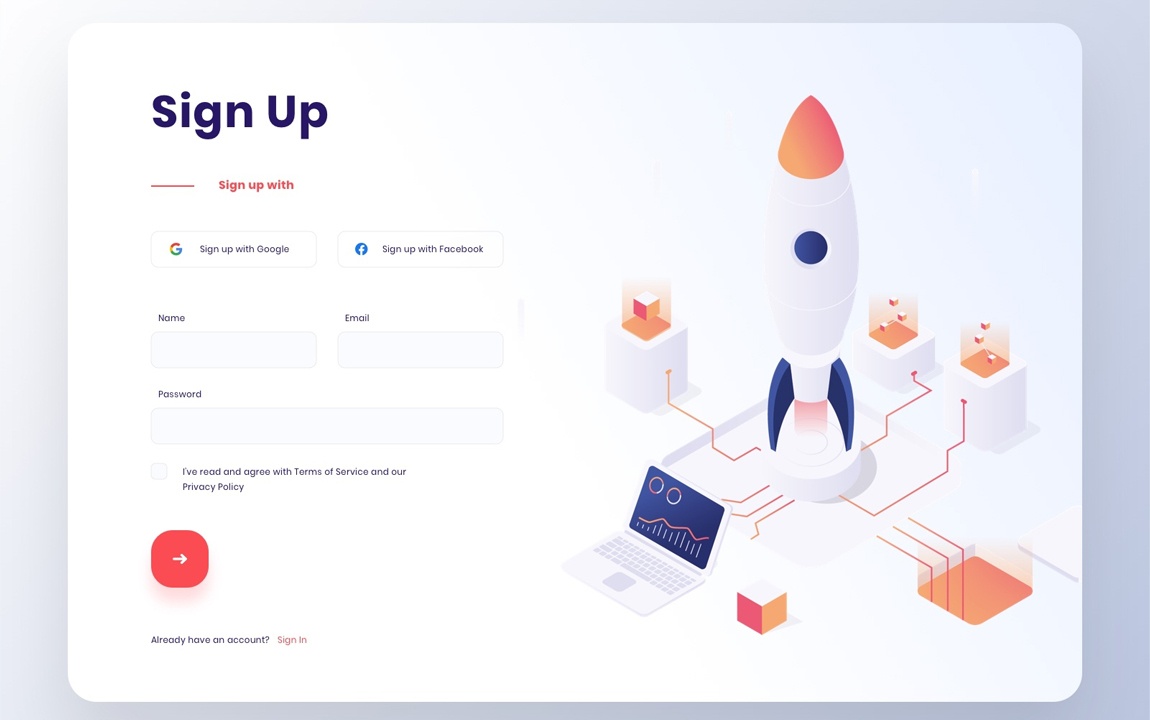 Sign Up
Sign up with
Sign up with Google
Sign up with Facebook
Name
Email
Password
I've read and agree with Terms of Service and our
Privacy Policy
Already have an account? Sign In